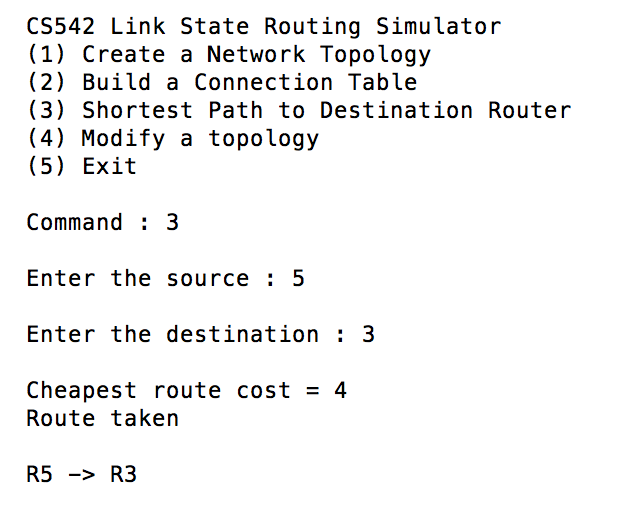 CS542 Link State Routing Simulator
(1) Create a Network Topology
(2) Build a Connection Table
(3) Shortest Path to Destination Router
(4) Modify a topology
(5) Exit
Command : 3
Enter the source : 5
Enter the destination : 3
Cheapest route cost = 4
Route taken
R5 -> R3